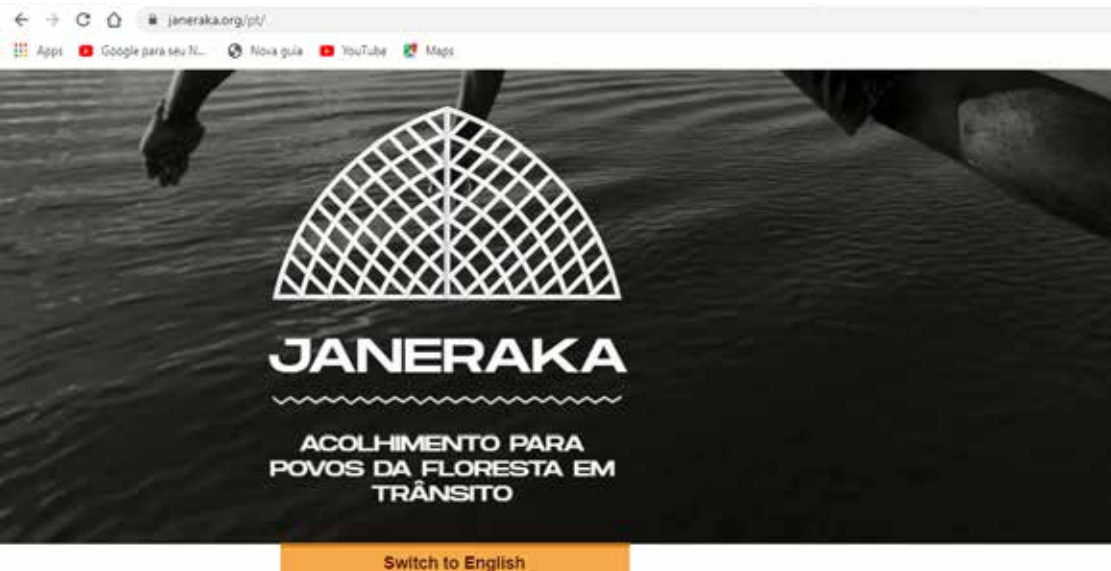 janeraka.org/pt/
Apps Google para seu N... Nova guia YouTube Maps
JANERAKA
ACOLHIMENTO PARA
POVOS DA FLORESTA EM
TRÂNSITO
Switch to English